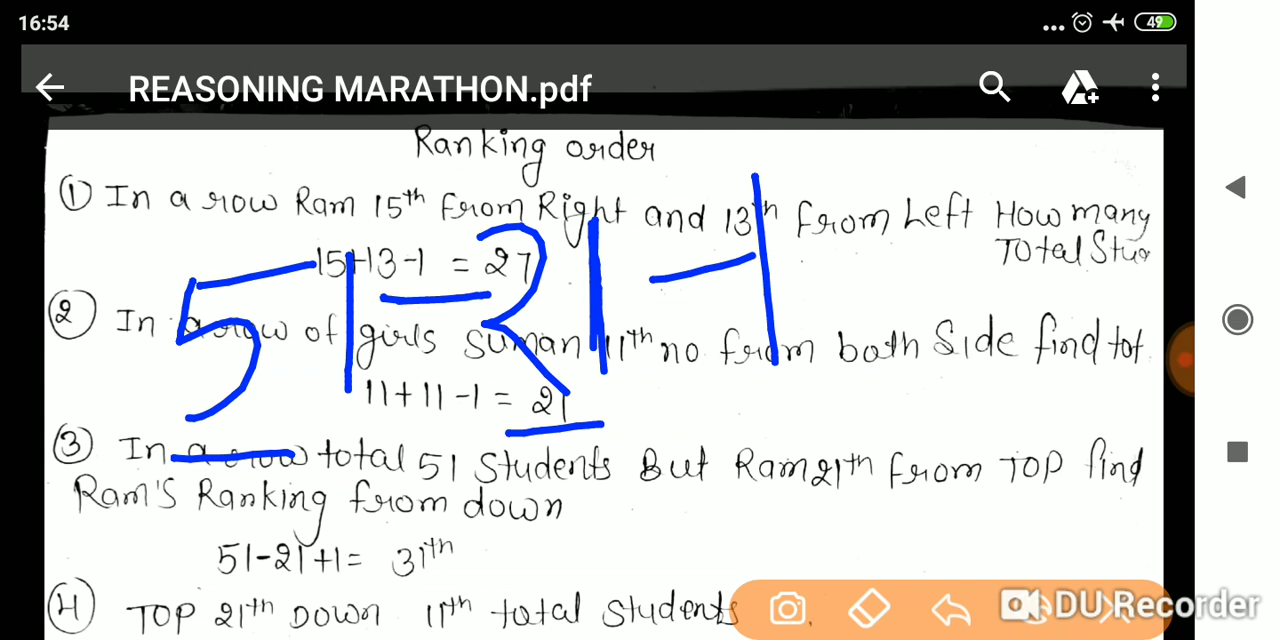 16:54
49
REASONING MARATHON.pdf
Ranking order
① In a row Ram 15th From Right and 13th From Left How many
Total Stu
15+13-1 = 27
② In a row of girls Suman 11th no from both Side find tot
11+11-1 = 21
51-21-1
③ In a row total 51 Students But Ram 21th From TOP find
Ram'S Ranking from down
51-21+1= 31th
④ TOP 21th DOWN 11th total Students
DU Recorder